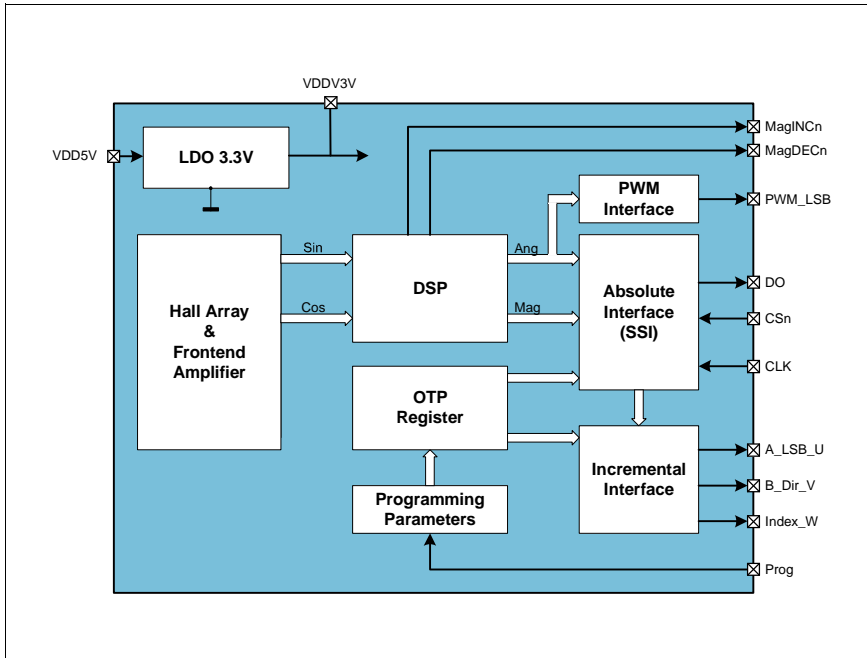 VDDV3V
VDD5V
LDO 3.3V
MagINCn
MagDECn
PWM
Interface
PWM_LSB
Hall Array
&
Frontend
Amplifier
Sin
Cos
DSP
Ang
Mag
Absolute
Interface
(SSI)
DO
CSn
CLK
OTP
Register
Programming
Parameters
Incremental
Interface
A_LSB_U
B_Dir_V
Index_W
Prog